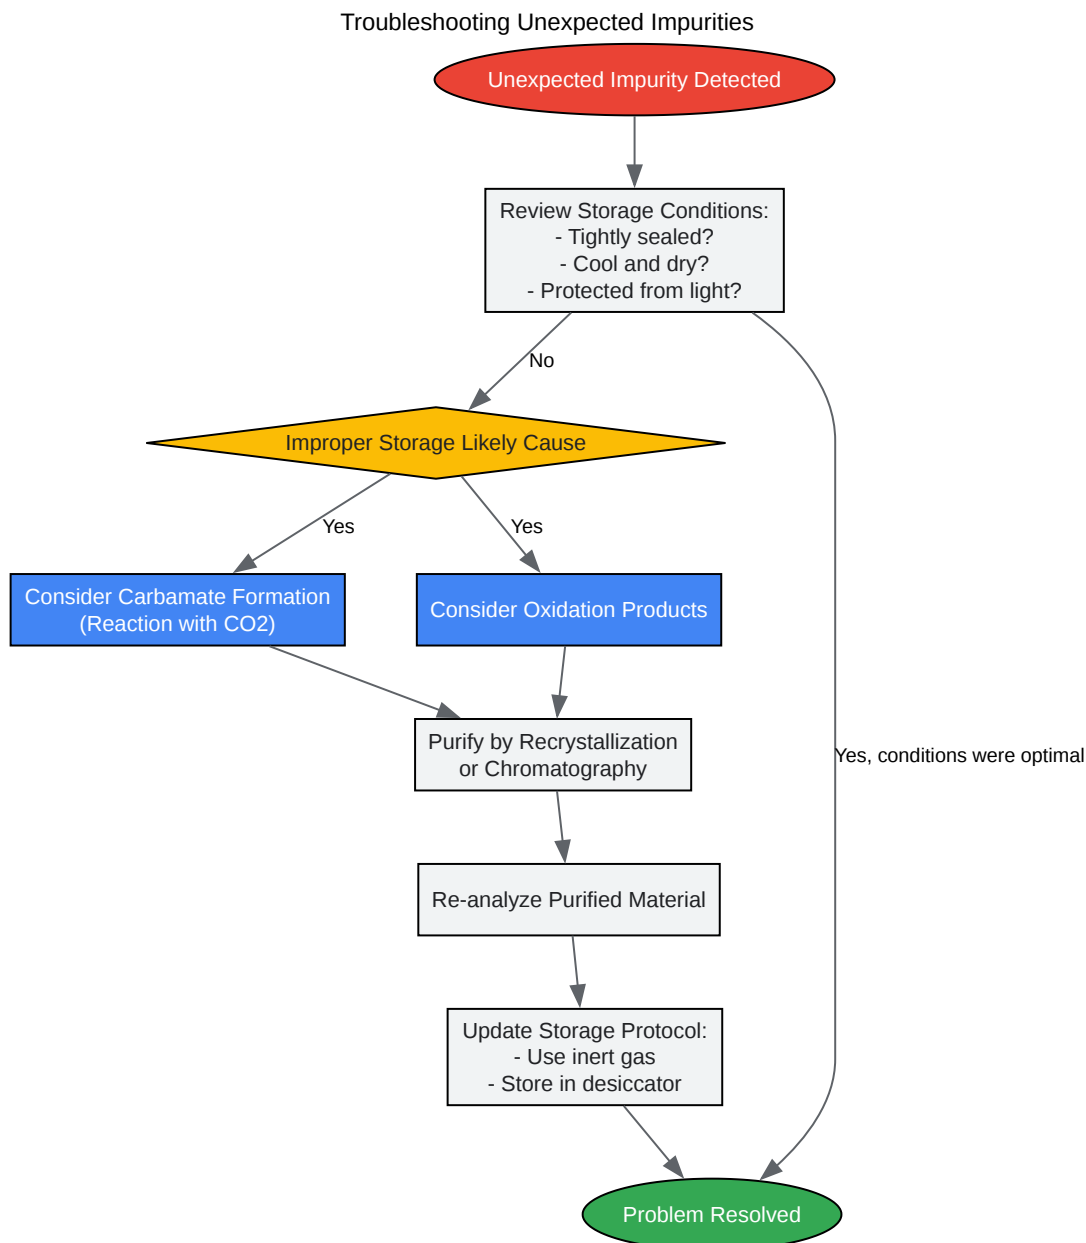 Troubleshooting Unexpected Impurities
Unexpected Impurity Detected
Review Storage Conditions:
- Tightly sealed?
- Cool and dry?
- Protected from light?
No
Improper Storage Likely Cause
Yes
Yes
Consider Carbamate Formation
(Reaction with CO2)
Consider Oxidation Products
Purify by Recrystallization
or Chromatography
Yes, conditions were optimal
Re-analyze Purified Material
Update Storage Protocol:
- Use inert gas
- Store in desiccator
Problem Resolved